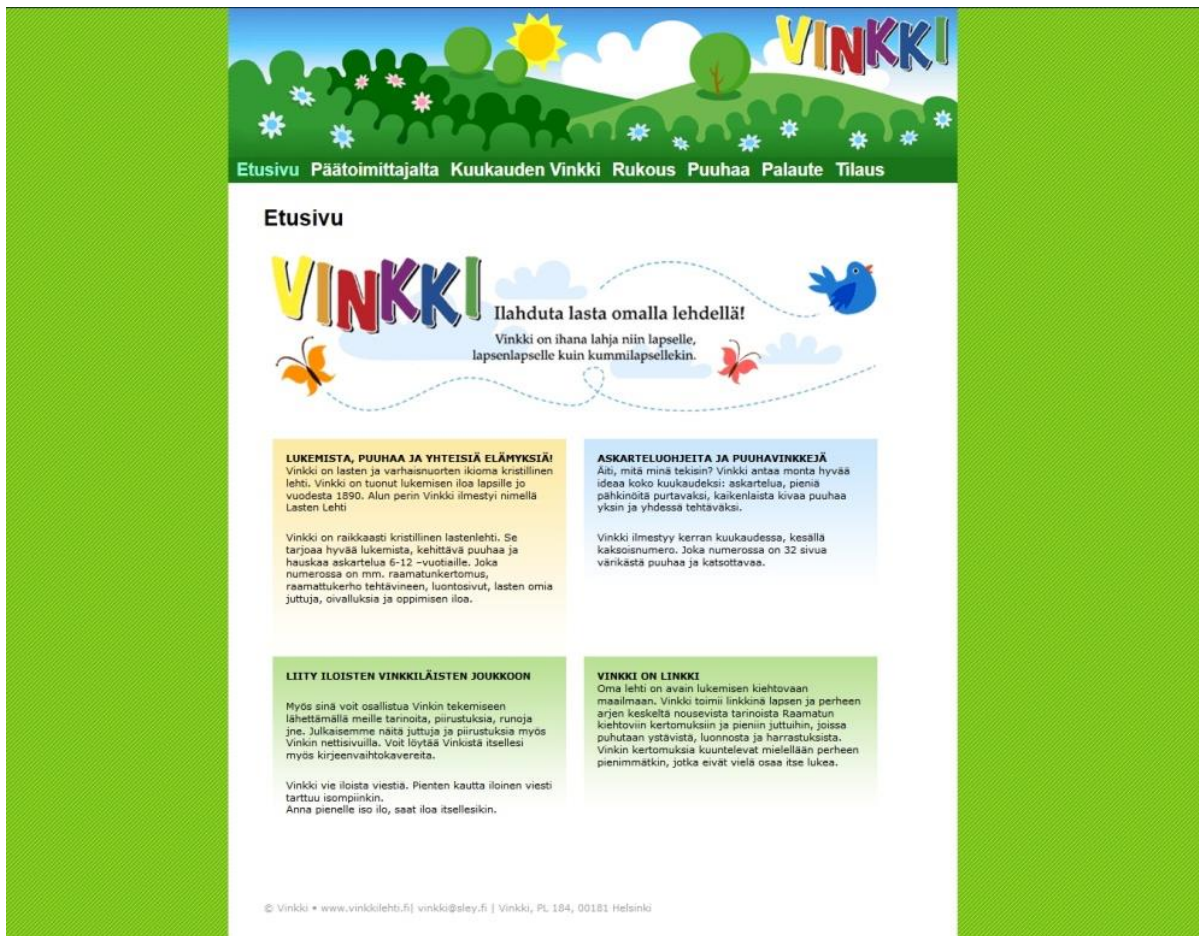 VINKKI
Etusivu Päätoimittajalta Kuukauden Vinkki Rukous Puuhaa Palaute Tilaus
Etusivu
VINKKI
Ilahduta lasta omalla lehdellä!
Vinkki on ihana lahja niin lapselle,
lapsenlapselle kuin kummilapsellekin.
LUKEMISTA, PUUHAA JA YHTEISIÄ ELÄMYKSIÄ!
Vinkki on lasten ja varhaisnuorten ikioma kristillinen
lehti. Vinkki on tuonut lukemisen iloa lapsille jo
vuodesta 1890. Alun perin Vinkki ilmestyi nimellä
Lasten Lehti
Vinkki on raikkaasti kristillinen lastenlehti. Se
tarjoaa hyvää lukemista, kehittävä puuhaa ja
hauskaa askartelua 6-12 –vuotiaille. Joka
numerossa on mm. raamatunkertomus,
raamattukerho tehtävineen, luontosivut, lasten omia
juttuja, oivalluksia ja oppimisen iloa.
ASKARTELUOHJEITA JA PUUHAVINKKEJÄ
Äiti, mitä minä tekisin? Vinkki antaa monta hyvää
ideaa koko kuukaudeksi: askartelua, pieniä
pähkinöitä purtavaksi, kaikenlaista kivaa puuhaa
yksin ja yhdessä tehtäväksi.
Vinkki ilmestyy kerran kuukaudessa, kesällä
kaksoisnumero. Joka numerossa on 32 sivua
värikästä puuhaa ja katsottavaa.
LIITY ILOISTEN VINKKILÄISTEN JOUKKOON
Myös sinä voit osallistua Vinkin tekemiseen
lähettämällä meille tarinoita, piirustuksia, runoja
jne. Julkaisemme näitä juttuja ja piirustuksia myös
Vinkin nettisivuilla. Voit löytää Vinkistä itsellesi
myös kirjeenvaihtokavereita.
Vinkki vie iloista viestiä. Pienten kautta iloinen viesti
tarttuu isompiinkin.
Anna pienelle iso ilo, saat iloa itsellesikin.
VINKKI ON LINKKI
Oma lehti on avain lukemisen kiehtovaan
maailmaan. Vinkki toimii linkkinä lapsen ja perheen
arjen keskeltä nousevista tarinoista Raamatun
kiehtoviin kertomuksiin ja pieniin juttuihin, joissa
puhutaan ystävistä, luonnosta ja harrastuksista.
Vinkin kertomuksia kuuntelevat mielellään perheen
pienimmätkin, jotka eivät vielä osaa itse lukea.
© Vinkki • www.vinkkilehti.fi| vinkki@sley.fi | Vinkki, PL 184, 00181 Helsinki